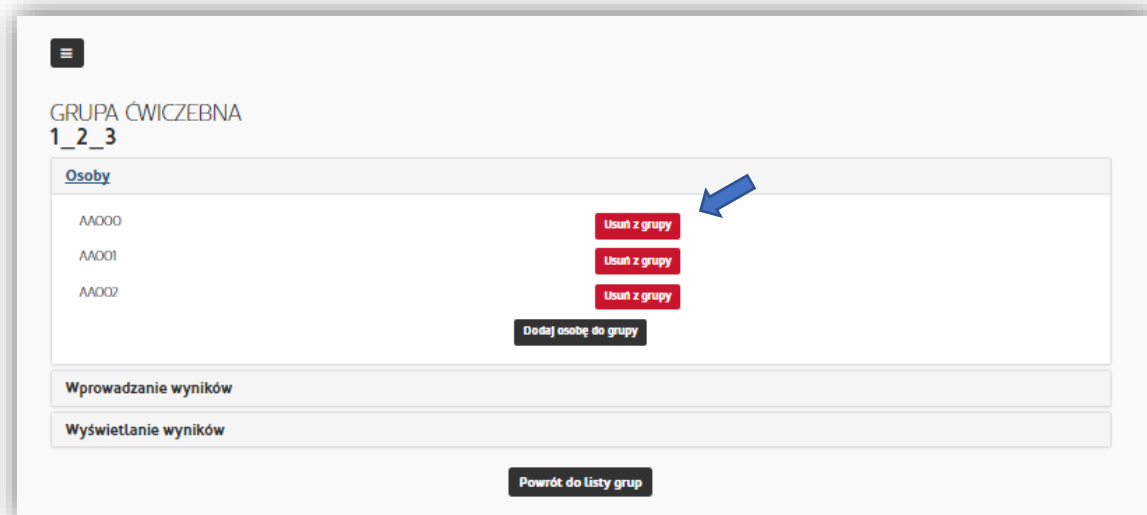 GRUPA ĆWICZEBNA
1_2_3
Osoby
AA000 Usuń z grupy
AA001 Usuń z grupy
AA002 Usuń z grupy
Dodaj osobę do grupy
Wprowadzanie wyników
Wyświetlanie wyników
Powrót do listy grup